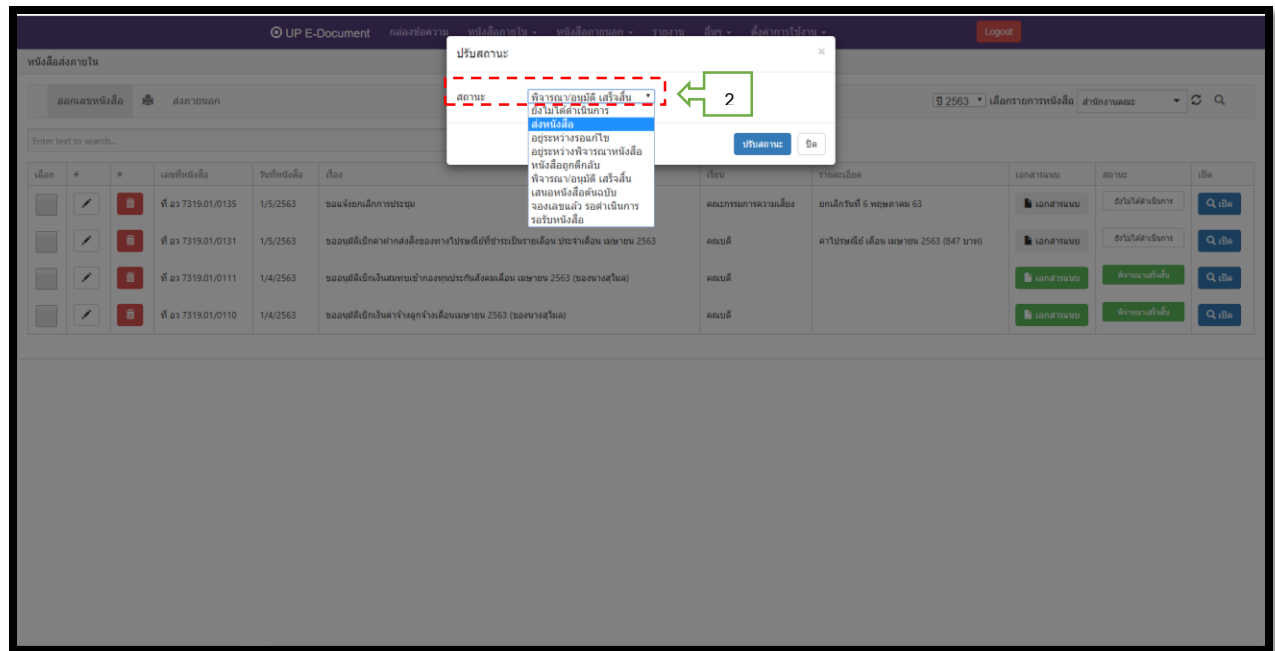 UP E-Document กล่องข้อความ หนังสือภายใน หนังสือภายนอก รายงาน อื่นๆ ตั้งค่าการใช้งาน Logout
ปรับสถานะ ×
หนังสือส่งภายใน
สถานะ พิจารณา/อนุมัติ เสร็จสิ้น 2
ออกเลขหนังสือ ส่งภายนอก ปี 2563 เลือกรายการหนังสือ สำนักงานคณะ
ยังไม่ได้ดำเนินการ
ส่งหนังสือ
อยู่ระหว่างรอแก้ไข
อยู่ระหว่างพิจารณาหนังสือ
หนังสือถูกตีกลับ
พิจารณา/อนุมัติ เสร็จสิ้น
เสนอหนังสือต้นฉบับ
จองเลขแล้ว รอดำเนินการ
รอรับหนังสือ
Enter text to search... ปรับสถานะ ปิด
เลือก # # เลขที่หนังสือ วันที่หนังสือ เรื่อง เรียน รายละเอียด เอกสารแนบ สถานะ เปิด
ที่ อว 7319.01/0135 1/5/2563 ขอแจ้งยกเลิกการประชุม คณะกรรมการความเสี่ยง ยกเลิกวันที่ 6 พฤษภาคม 63 เอกสารแนบ ยังไม่ได้ดำเนินการ เปิด
ที่ อว 7319.01/0131 1/5/2563 ขออนุมัติเบิกค่าฝากส่งสิ่งของทางไปรษณีย์ที่ชำระเป็นรายเดือน ประจำเดือน เมษายน 2563 คณบดี ค่าไปรษณีย์ เดือน เมษายน 2563 (847 บาท) เอกสารแนบ ยังไม่ได้ดำเนินการ เปิด
ที่ อว 7319.01/0111 1/4/2563 ขออนุมัติเบิกเงินสมทบเข้ากองทุนประกันสังคมเดือน เมษายน 2563 (ของนางสุวิมล) คณบดี เอกสารแนบ พิจารณาเสร็จสิ้น เปิด
ที่ อว 7319.01/0110 1/4/2563 ขออนุมัติเบิกเงินค่าจ้างลูกจ้างเดือนเมษายน 2563 (ของนางสุวิมล) คณบดี เอกสารแนบ พิจารณาเสร็จสิ้น เปิด